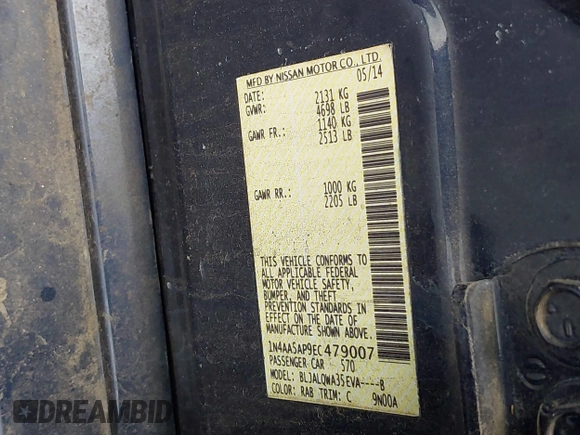 MFD BY NISSAN MOTOR CO., LTD.
DATE: 05/14
GVWR: 2131 KG
4698 LB
GAWR FR: 1140 KG
2513 LB
GAWR RR.: 1000 KG
2205 LB
THIS VEHICLE CONFORMS TO
ALL APPLICABLE FEDERAL
MOTOR VEHICLE SAFETY,
BUMPER, AND THEFT
PREVENTION STANDARDS IN
EFFECT ON THE DATE OF
MANUFACTURE SHOWN ABOVE.
1N4AA5AP9EC479007
PASSENGER CAR 570
MODEL: BLJALQWA35EVA----B
COLOR: RAB TRIM: C 9N00A
DREAMBID